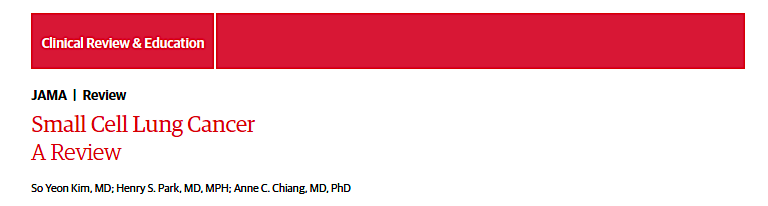 Clinical Review & Education
JAMA | Review
Small Cell Lung Cancer
A Review
So Yeon Kim, MD; Henry S. Park, MD, MPH; Anne C. Chiang, MD, PhD